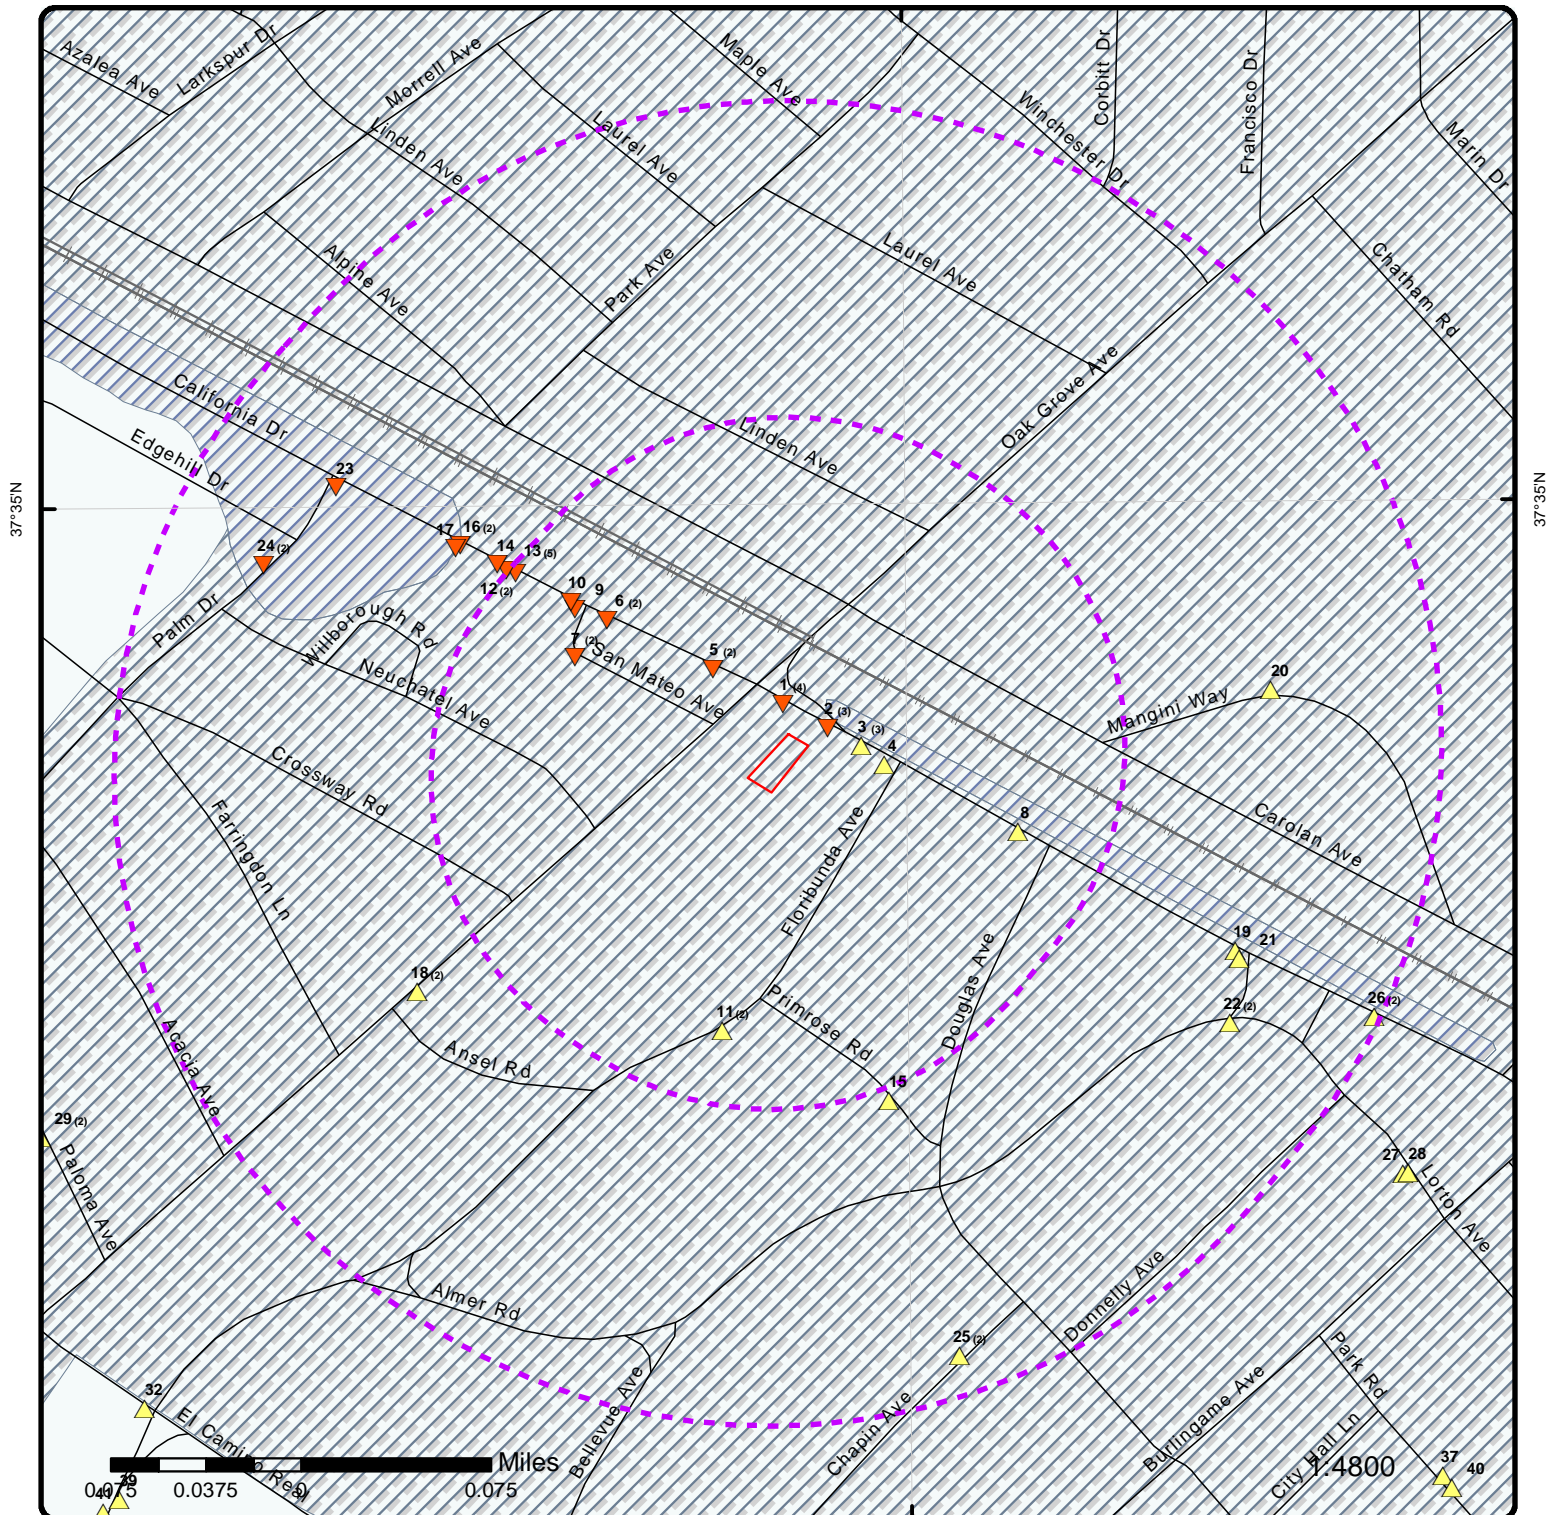 Azalea Ave
Larkspur Dr
Morrell Ave
Maple Ave
Corbitt Dr
Francisco Dr
Marin Dr
Linden Ave
Laurel Ave
Winchester Dr
Alpine Ave
Park Ave
Laurel Ave
Chatham Rd
California Dr
Edgehill Dr
Linden Ave
Oak Grove Ave
37°35'N
37°35'N
23
24 (2)
17
16 (2)
14
13 (5)
12 (2)
10
9
6 (2)
7 (2)
5 (2)
1 (4)
2 (3)
3 (3)
4
20
8
Palm Dr
Willborough Rd
Neuchatel Ave
San Mateo Ave
Mangini Way
Crossway Rd
Farringdon Ln
Floribunda Ave
Carolan Ave
19
21
18 (2)
11 (2)
22 (2)
26 (2)
Acacia Ave
Ansel Rd
Primrose Rd
Douglas Ave
15
29 (2)
Paloma Ave
27
28
Lorton Ave
Almer Rd
Donnelly Ave
25 (2)
32
El Camino Real
Bellevue Ave
Chapin Ave
Burlingame Ave
Park Rd
City Hall Ln
37
40
39
41
Miles
0.075
0.0375
0
0.075
1:4800